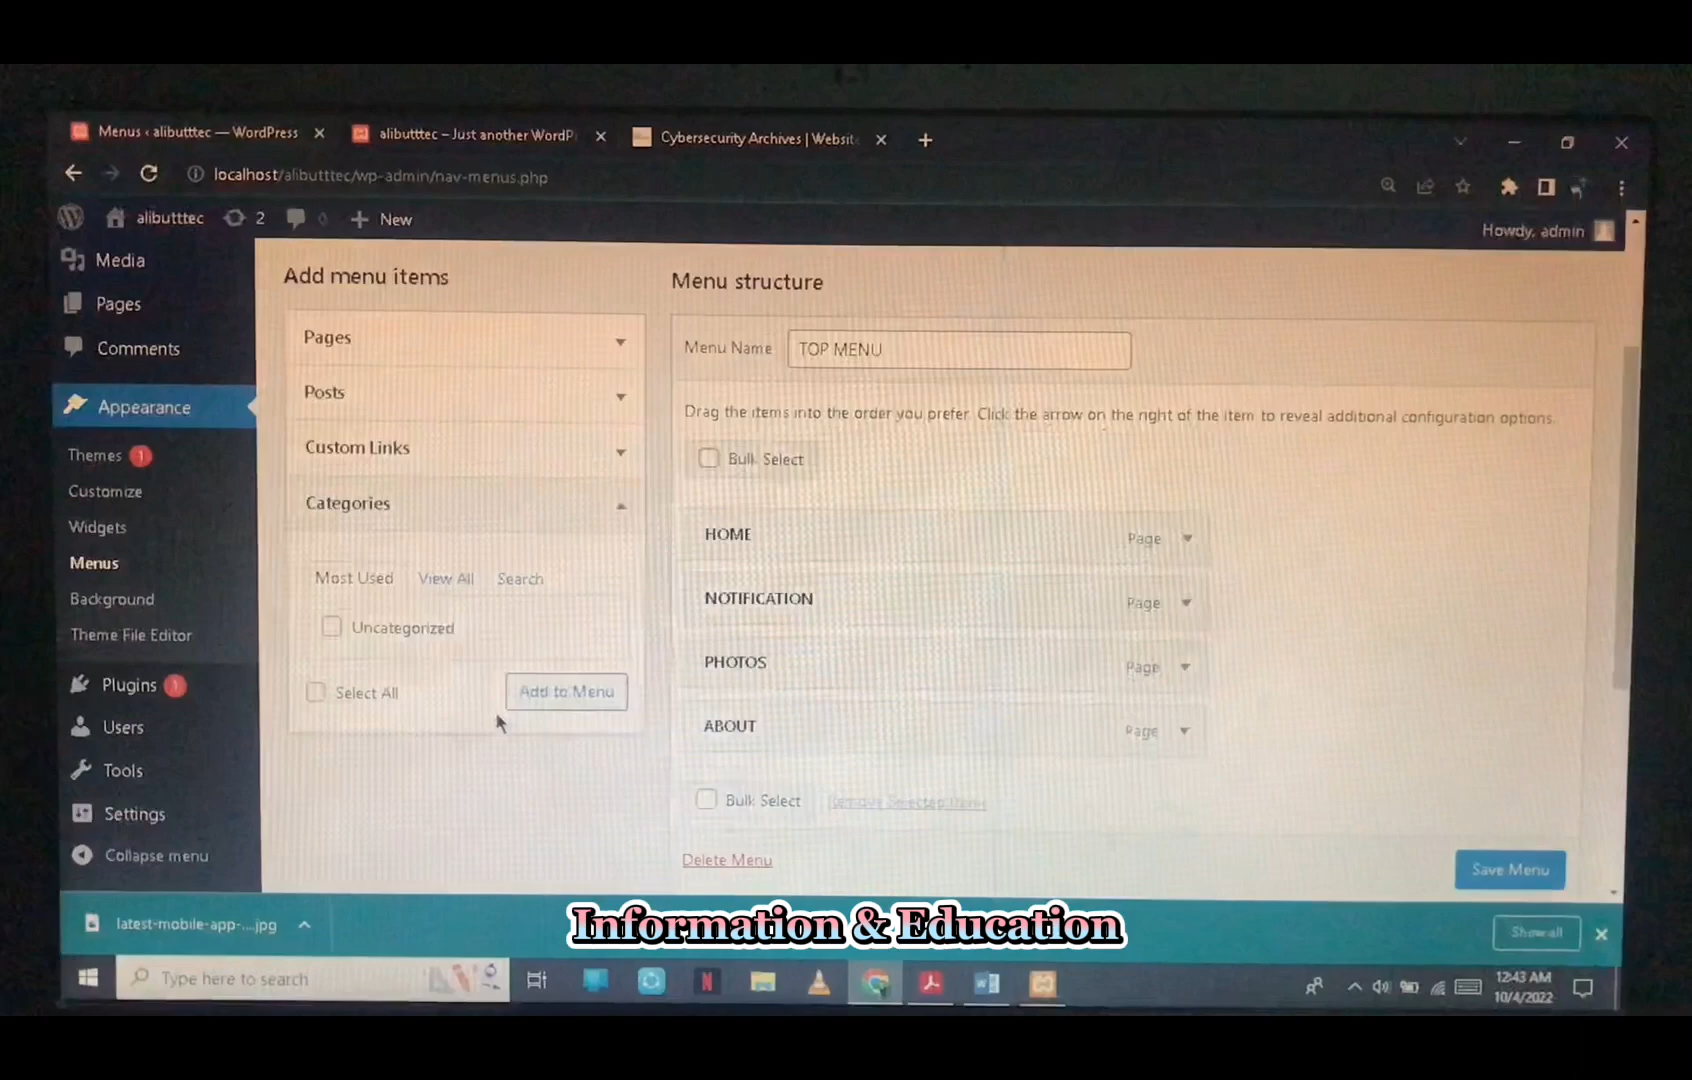 Menus ‹ alibutttec — WordPress
alibutttec – Just another WordP
Cybersecurity Archives | Websit
localhost/alibutttec/wp-admin/nav-menus.php
alibutttec 2 0 + New
Howdy, admin
Media
Pages
Comments
Appearance
Themes 1
Customize
Widgets
Menus
Background
Theme File Editor
Plugins 1
Users
Tools
Settings
Collapse menu
Add menu items
Pages
Posts
Custom Links
Categories
Most Used View All Search
Uncategorized
Select All
Add to Menu
Menu structure
Menu Name TOP MENU
Drag the items into the order you prefer. Click the arrow on the right of the item to reveal additional configuration options.
Bulk Select
HOME Page
NOTIFICATION Page
PHOTOS Page
ABOUT Page
Bulk Select Remove Selected Items
Delete Menu
Save Menu
latest-mobile-app-....jpg
Information & Education
Show all
Type here to search
12:43 AM
10/4/2022